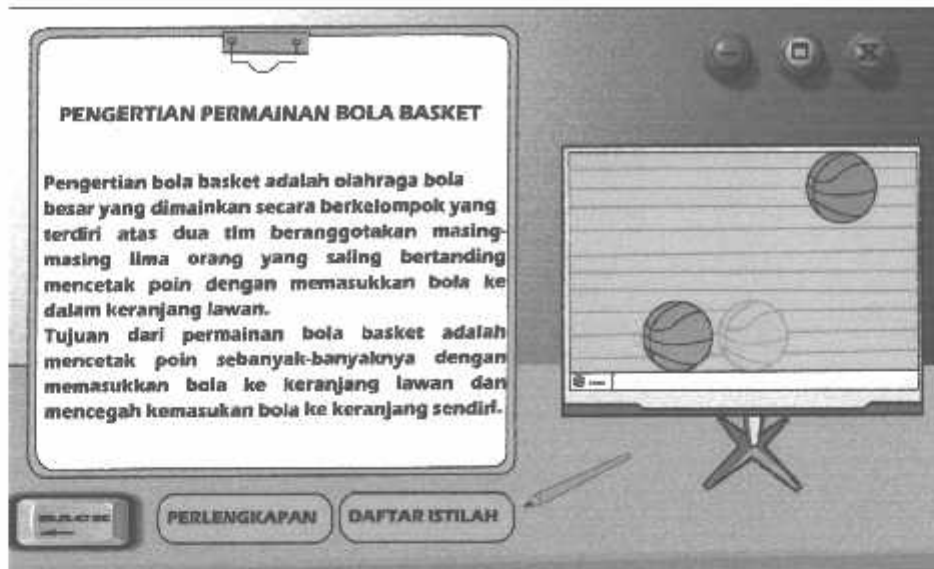 PENGERTIAN PERMAINAN BOLA BASKET
Pengertian bola basket adalah olahraga bola
besar yang dimainkan secara berkelompok yang
terdiri atas dua tim beranggotakan masing-
masing lima orang yang saling bertanding
mencetak poin dengan memasukkan bola ke
dalam keranjang lawan.
Tujuan dari permainan bola basket adalah
mencetak poin sebanyak-banyaknya dengan
memasukkan bola ke keranjang lawan dan
mencegah kemasukan bola ke keranjang sendiri.
BACK
PERLENGKAPAN
DAFTAR ISTILAH